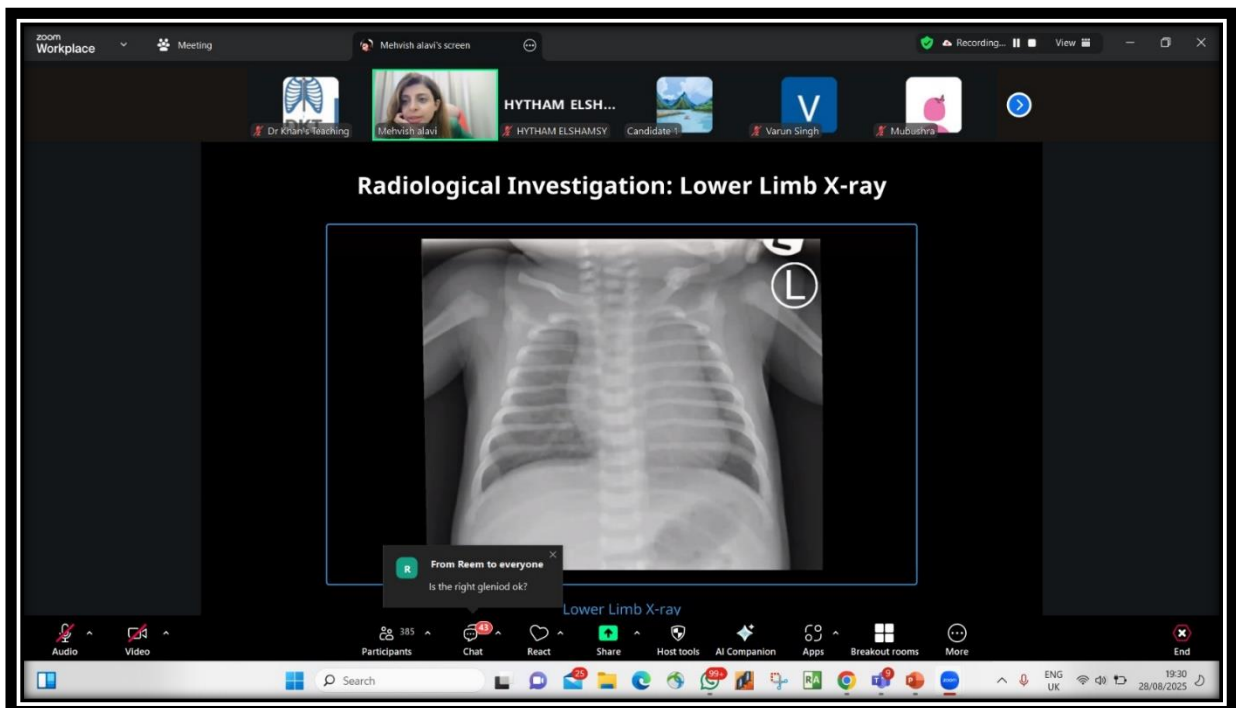 zoom
Workplace
Meeting
Mehvish alavi's screen
Recording...
View
HYTHAM ELSH...
V
Dr Khan's Teaching
Mehvish alavi
HYTHAM ELSHAMSY
Candidate 1
Varun Singh
Mubushra
Radiological Investigation: Lower Limb X-ray
L
R
From Reem to everyone
Is the right gleniod ok?
Lower Limb X-ray
385
43
Audio
Video
Participants
Chat
React
Share
Host tools
AI Companion
Apps
Breakout rooms
More
End
Search
25
99+
RA
9
ENG
UK
19:30
28/08/2025